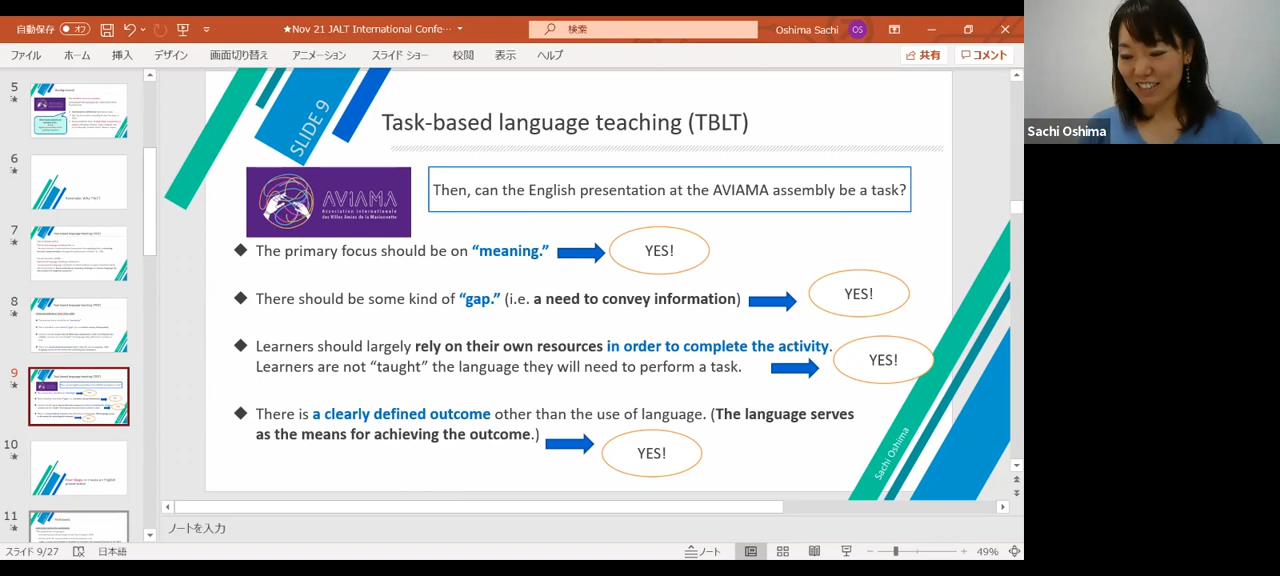 自動保存 オフ
★Nov 21 JALT International Confe…
検索
Oshima Sachi OS
ファイル ホーム 挿入 デザイン 画面切り替え アニメーション スライド ショー 校閲 表示 ヘルプ
共有 コメント
Sachi Oshima
5
6
7
8
9
10
11
SLIDE 9
Task-based language teaching (TBLT)
AVIAMA
Association Internationale
des Villes Amies de la Marionnette
Then, can the English presentation at the AVIAMA assembly be a task?
The primary focus should be on “meaning.”
YES!
There should be some kind of “gap.” (i.e. a need to convey information)
YES!
Learners should largely rely on their own resources in order to complete the activity.
Learners are not “taught” the language they will need to perform a task.
YES!
There is a clearly defined outcome other than the use of language. (The language serves
as the means for achieving the outcome.)
YES!
Sachi Oshima
ノートを入力
スライド 9/27 日本語
ノート
49%